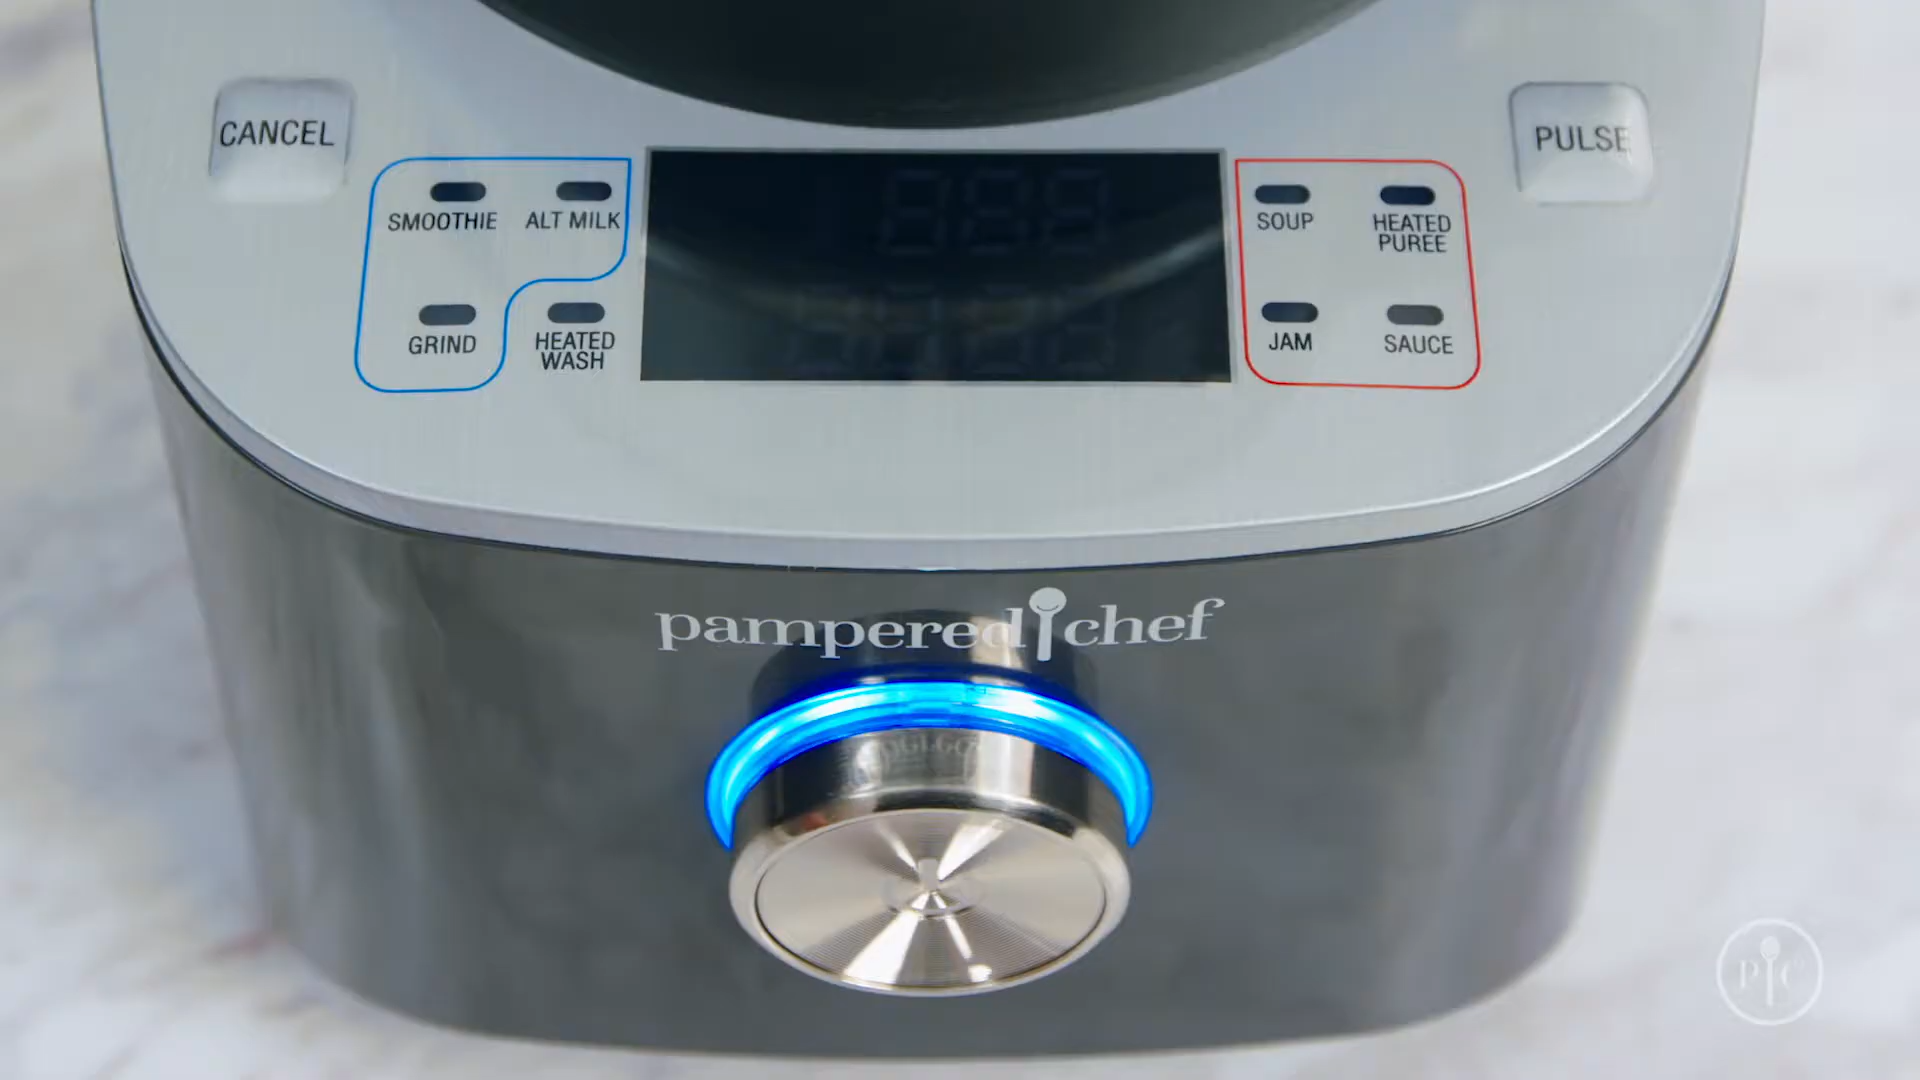 CANCEL
PULSE
SMOOTHIE
ALT MILK
GRIND
HEATED
WASH
SOUP
HEATED
PUREE
JAM
SAUCE
pampered chef